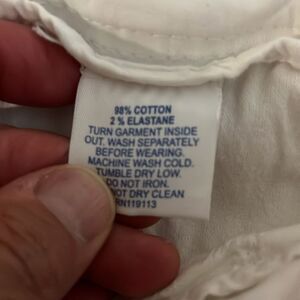 98% COTTON
2% ELASTANE
TURN GARMENT INSIDE
OUT. WASH SEPARATELY
BEFORE WEARING.
MACHINE WASH COLD.
TUMBLE DRY LOW.
DO NOT IRON.
NOT DRY CLEAN
RN119113